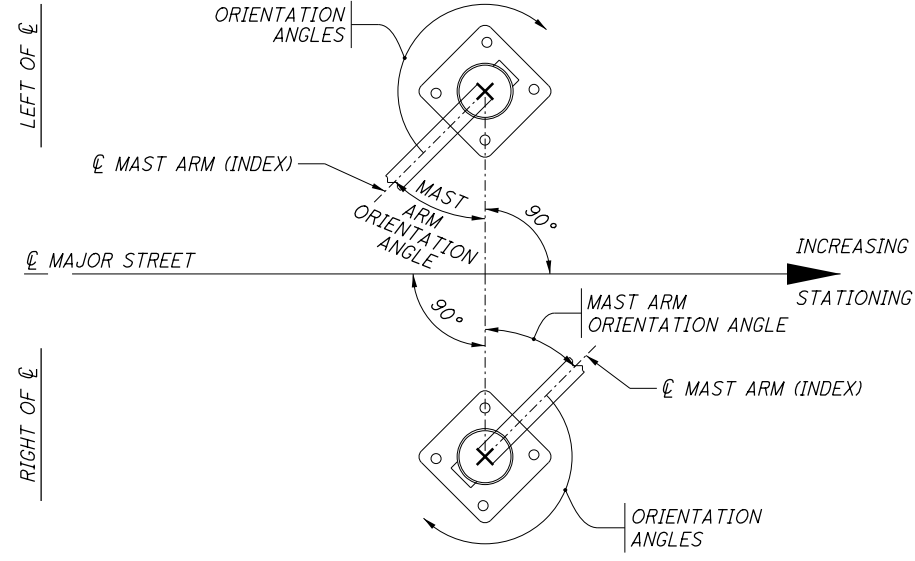 LEFT OF ℄
ORIENTATION
ANGLES
℄ MAST ARM (INDEX)
MAST
ARM
ORIENTATION
ANGLE
90°
℄ MAJOR STREET
INCREASING
STATIONING
90°
MAST ARM
ORIENTATION ANGLE
℄ MAST ARM (INDEX)
RIGHT OF ℄
ORIENTATION
ANGLES